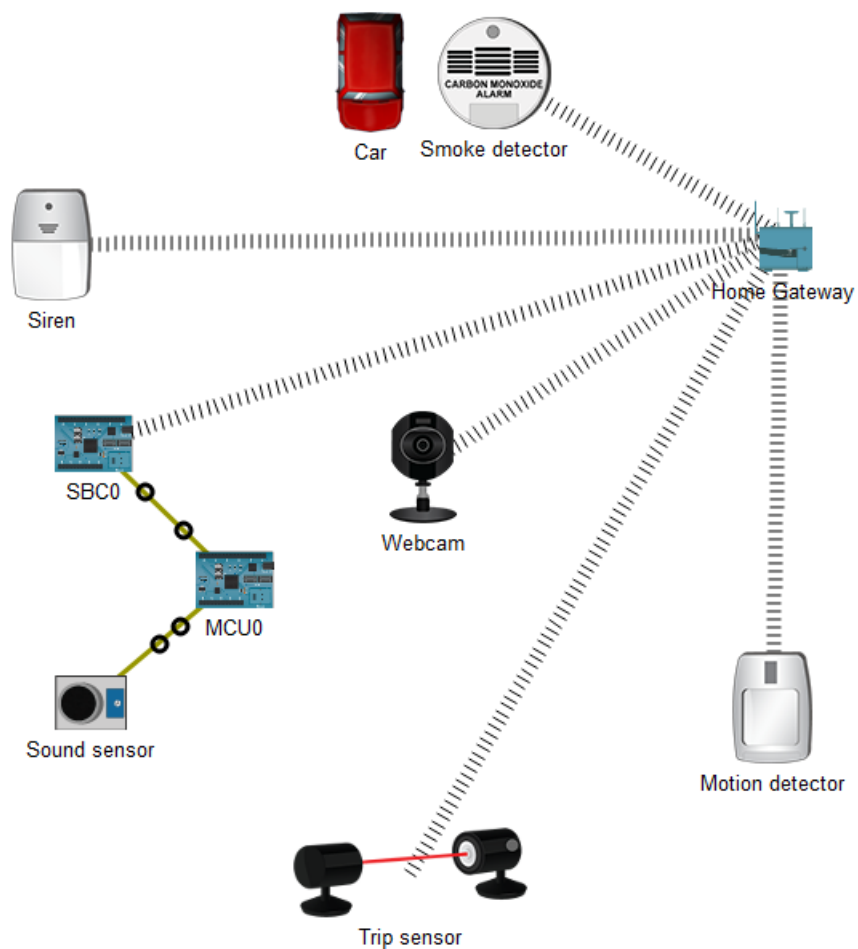 CARBON MONOXIDE
ALARM
Car
Smoke detector
Home Gateway
Siren
SBC0
Webcam
MCU0
Sound sensor
Motion detector
Trip sensor